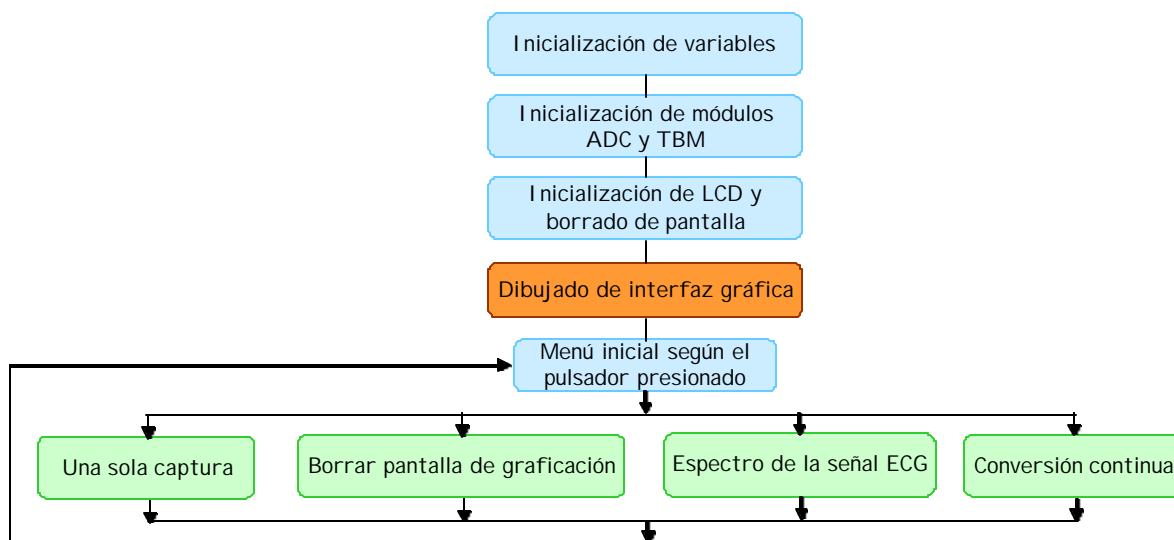 Inicialización de variables
Inicialización de módulos
ADC y TBM
Inicialización de LCD y
borrado de pantalla
Dibujado de interfaz gráfica
Menú inicial según el
pulsador presionado
Una sola captura
Borrar pantalla de graficación
Espectro de la señal ECG
Conversión continua